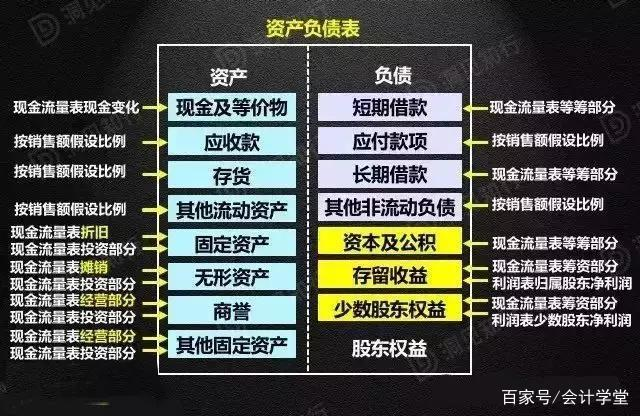 资产负债表
资产
负债
现金流量表现金变化
现金及等价物
短期借款
现金流量表等筹部分
按销售额假设比例
应收款
应付款项
按销售额假设比例
按销售额假设比例
存货
长期借款
现金流量表等筹部分
按销售额假设比例
其他流动资产
其他非流动负债
按销售额假设比例
现金流量表折旧
现金流量表投资部分
固定资产
资本及公积
现金流量表等筹部分
现金流量表摊销
现金流量表投资部分
无形资产
存留收益
现金流量表筹资部分
利润表归属股东净利润
现金流量表经营部分
现金流量表投资部分
商誉
少数股东权益
现金流量表筹资部分
利润表少数股东净利润
现金流量表经营部分
现金流量表投资部分
其他固定资产
股东权益
百家号/会计学堂